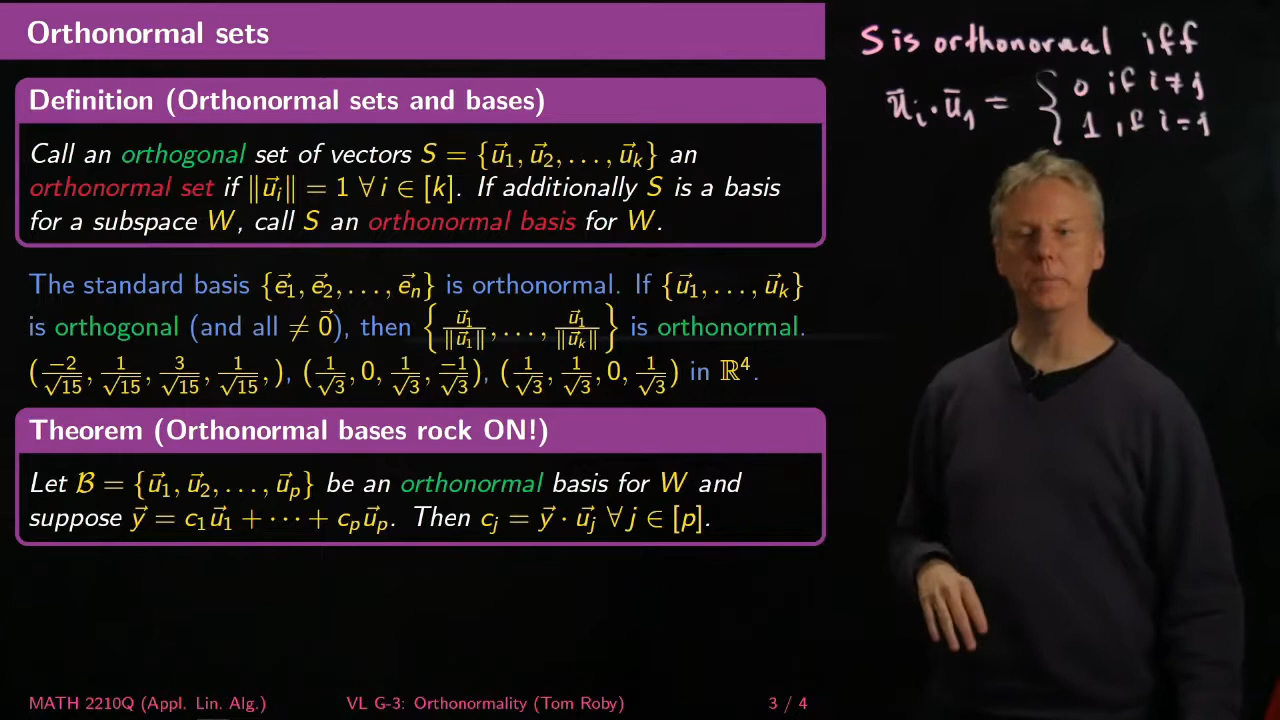 Orthonormal sets
Definition (Orthonormal sets and bases)
Call an orthogonal set of vectors S = {u⃗₁, u⃗₂, . . . , u⃗ₖ} an
orthonormal set if ‖u⃗ᵢ‖ = 1 ∀ i ∈ [k]. If additionally S is a basis
for a subspace W, call S an orthonormal basis for W.
The standard basis {e⃗₁, e⃗₂, . . . , e⃗ₙ} is orthonormal. If {u⃗₁, . . . , u⃗ₖ}
is orthogonal (and all ≠ 0⃗), then {u⃗₁/‖u⃗₁‖, . . . , u⃗₁/‖u⃗ₖ‖} is orthonormal.
(−2/√15, 1/√15, 3/√15, 1/√15, ), (1/√3, 0, 1/√3, −1/√3), (1/√3, 1/√3, 0, 1/√3) in ℝ⁴.
Theorem (Orthonormal bases rock ON!)
Let ℬ = {u⃗₁, u⃗₂, . . . , u⃗ₚ} be an orthonormal basis for W and
suppose y⃗ = c₁u⃗₁ + ⋯ + cₚu⃗ₚ. Then cⱼ = y⃗ · u⃗ⱼ ∀ j ∈ [p].
MATH 2210Q (Appl. Lin. Alg.) VL G-3: Orthonormality (Tom Roby) 3 / 4
S is orthonormal iff
u⃗ᵢ · u⃗ⱼ = { 0 if i ≠ j
1 if i = j